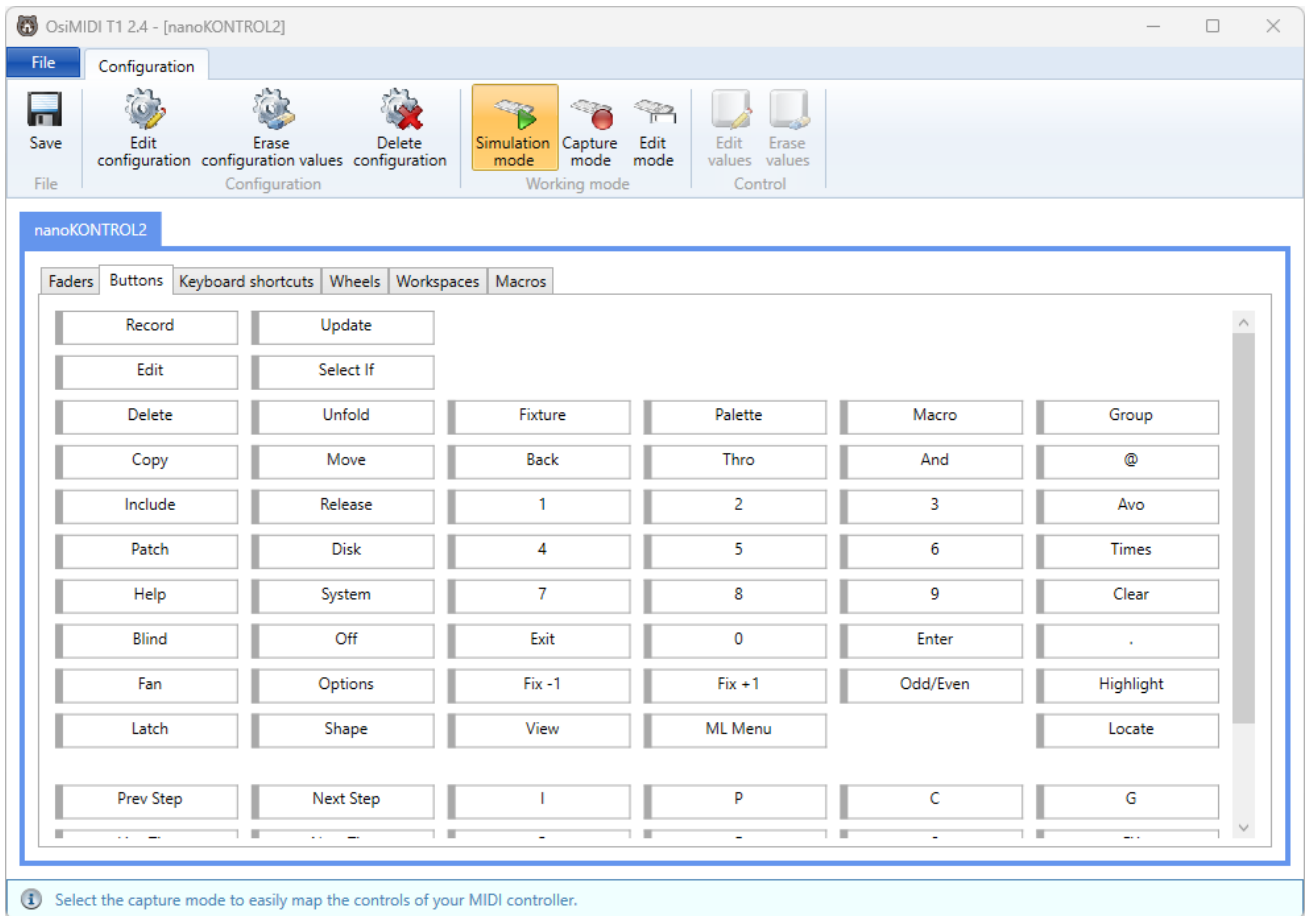 OsiMIDI T1 2.4 - [nanoKONTROL2]
File Configuration
Save
Edit configuration
Erase configuration values
Delete configuration
Simulation mode
Capture mode
Edit mode
Edit values
Erase values
File Configuration Working mode Control
nanoKONTROL2
Faders Buttons Keyboard shortcuts Wheels Workspaces Macros
Record Update
Edit Select If
Delete Unfold Fixture Palette Macro Group
Copy Move Back Thro And @
Include Release 1 2 3 Avo
Patch Disk 4 5 6 Times
Help System 7 8 9 Clear
Blind Off Exit 0 Enter .
Fan Options Fix -1 Fix +1 Odd/Even Highlight
Latch Shape View ML Menu Locate
Prev Step Next Step I P C G
Select the capture mode to easily map the controls of your MIDI controller.